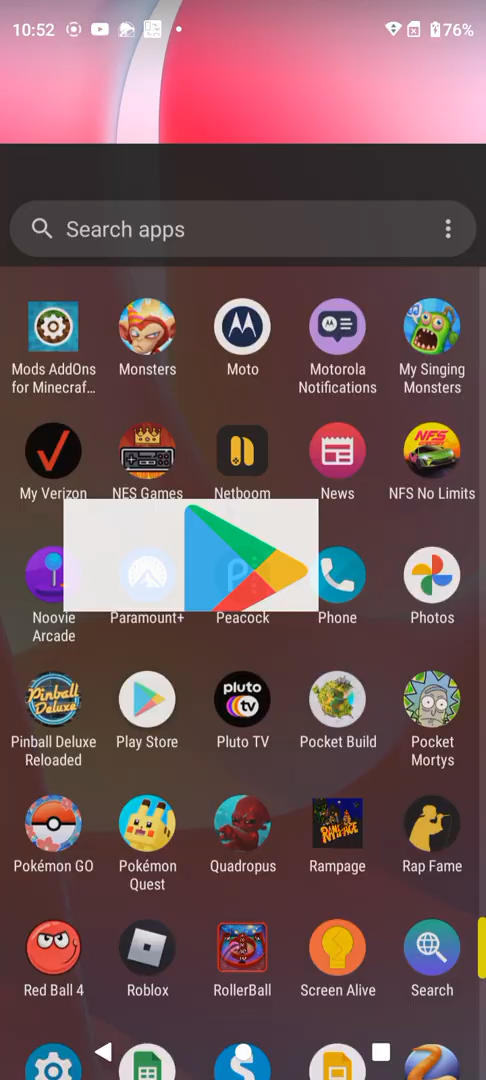 10:52
76%
Search apps
Mods AddOns for Minecraf...
Monsters
Moto
Motorola Notifications
My Singing Monsters
My Verizon
NES Games
Netboom
News
NFS No Limits
NFS
Noovie Arcade
Paramount+
Peacock
Phone
Photos
Pinball Deluxe
pluto tv
Pinball Deluxe Reloaded
Play Store
Pluto TV
Pocket Build
Pocket Mortys
RAMPAGE
Pokémon GO
Pokémon Quest
Quadropus
Rampage
Rap Fame
Red Ball 4
Roblox
RollerBall
Screen Alive
Search